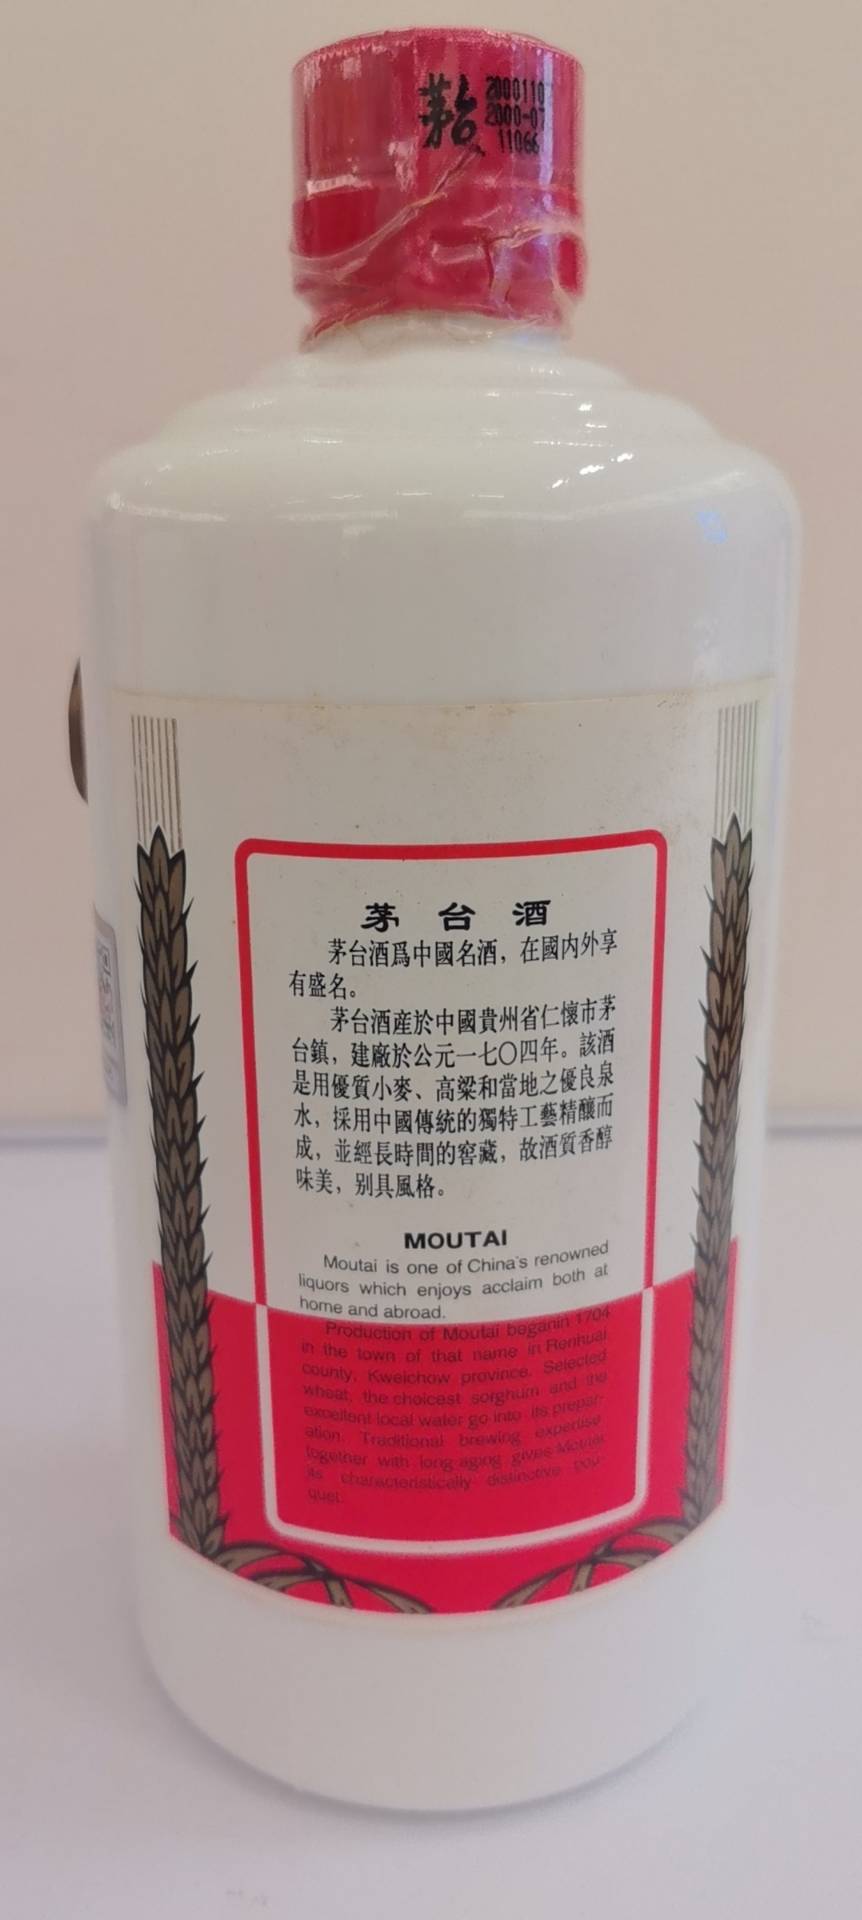 茅台
2000110
2000-07
11066
茅台酒
茅台酒爲中國名酒，在國内外享
有盛名。
茅台酒産於中國貴州省仁懷市茅
台鎮，建廠於公元一七〇四年。該酒
是用優質小麥、高粱和當地之優良泉
水，採用中國傳統的獨特工藝精釀而
成，並經長時間的窖藏，故酒質香醇
味美，别具風格。
MOUTAI
Moutai is one of China's renowned
liquors which enjoys acclaim both at
home and abroad.
Production of Moutai beganin 1704
in the town of that name in Renhuai
county, Kweichow province. Selected
wheat, the choicest sorghum and the
excellent local water go into its prepar-
ation. Traditional brewing expertise
together with long aging gives Moutai
its characteristically distinctive bou-
quet.